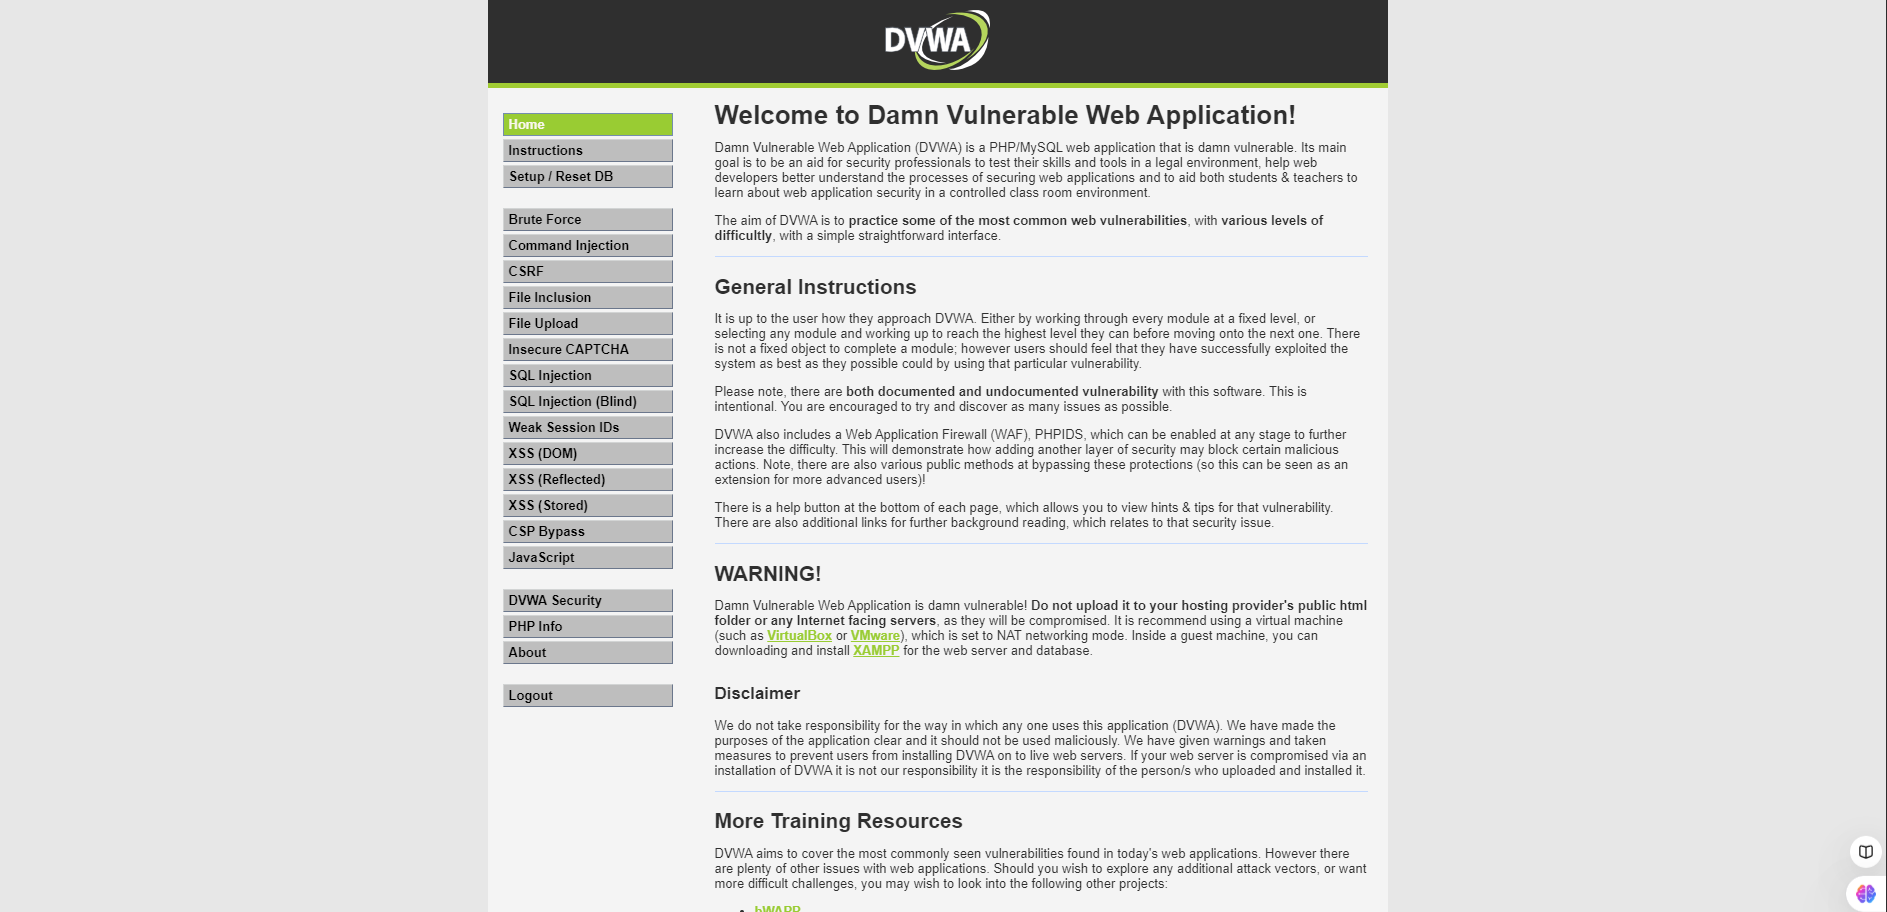 DVWA
Home
Instructions
Setup / Reset DB
Brute Force
Command Injection
CSRF
File Inclusion
File Upload
Insecure CAPTCHA
SQL Injection
SQL Injection (Blind)
Weak Session IDs
XSS (DOM)
XSS (Reflected)
XSS (Stored)
CSP Bypass
JavaScript
DVWA Security
PHP Info
About
Logout
Welcome to Damn Vulnerable Web Application!
Damn Vulnerable Web Application (DVWA) is a PHP/MySQL web application that is damn vulnerable. Its main
goal is to be an aid for security professionals to test their skills and tools in a legal environment, help web
developers better understand the processes of securing web applications and to aid both students & teachers to
learn about web application security in a controlled class room environment.
The aim of DVWA is to practice some of the most common web vulnerabilities, with various levels of
difficultly, with a simple straightforward interface.
General Instructions
It is up to the user how they approach DVWA. Either by working through every module at a fixed level, or
selecting any module and working up to reach the highest level they can before moving onto the next one. There
is not a fixed object to complete a module; however users should feel that they have successfully exploited the
system as best as they possible could by using that particular vulnerability.
Please note, there are both documented and undocumented vulnerability with this software. This is
intentional. You are encouraged to try and discover as many issues as possible.
DVWA also includes a Web Application Firewall (WAF), PHPIDS, which can be enabled at any stage to further
increase the difficulty. This will demonstrate how adding another layer of security may block certain malicious
actions. Note, there are also various public methods at bypassing these protections (so this can be seen as an
extension for more advanced users)!
There is a help button at the bottom of each page, which allows you to view hints & tips for that vulnerability.
There are also additional links for further background reading, which relates to that security issue.
WARNING!
Damn Vulnerable Web Application is damn vulnerable! Do not upload it to your hosting provider's public html
folder or any Internet facing servers, as they will be compromised. It is recommend using a virtual machine
(such as VirtualBox or VMware), which is set to NAT networking mode. Inside a guest machine, you can
downloading and install XAMPP for the web server and database.
Disclaimer
We do not take responsibility for the way in which any one uses this application (DVWA). We have made the
purposes of the application clear and it should not be used maliciously. We have given warnings and taken
measures to prevent users from installing DVWA on to live web servers. If your web server is compromised via an
installation of DVWA it is not our responsibility it is the responsibility of the person/s who uploaded and installed it.
More Training Resources
DVWA aims to cover the most commonly seen vulnerabilities found in today's web applications. However there
are plenty of other issues with web applications. Should you wish to explore any additional attack vectors, or want
more difficult challenges, you may wish to look into the following other projects:
• bWAPP